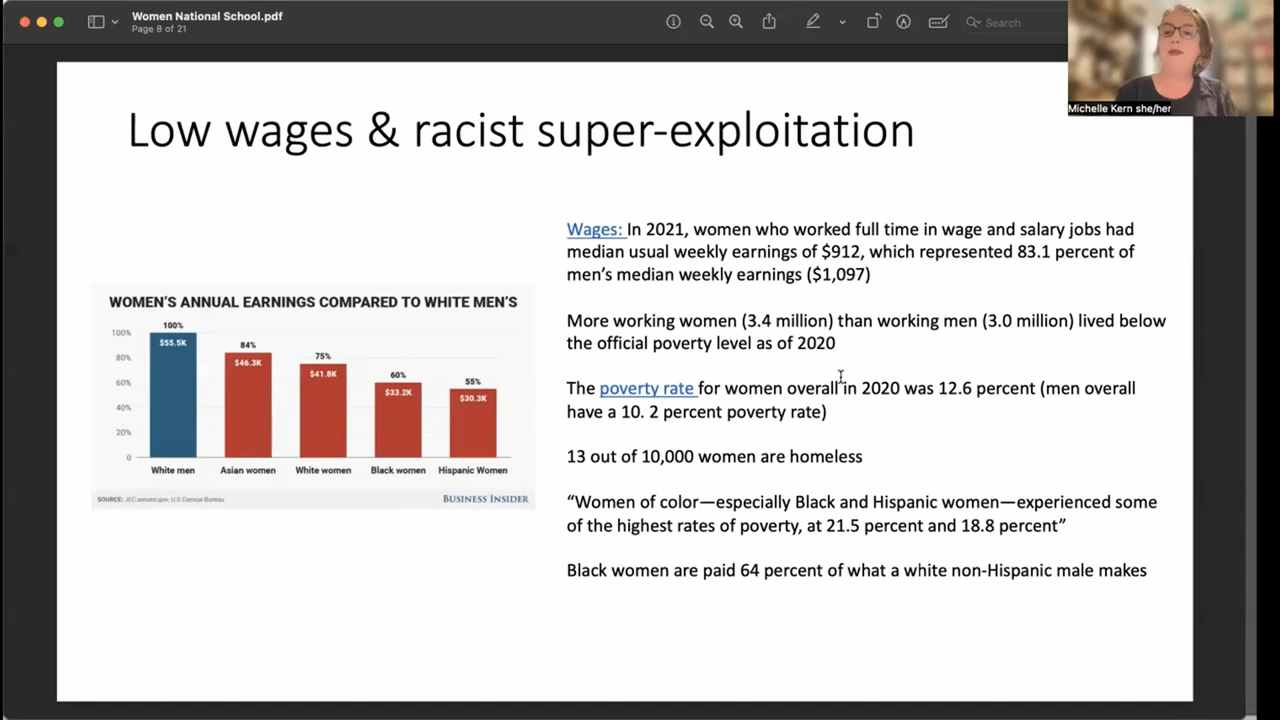 Women National School.pdf
Page 8 of 21
Search
Michelle Kern she/her
Low wages & racist super-exploitation
WOMEN'S ANNUAL EARNINGS COMPARED TO WHITE MEN'S
100%
80%
60%
40%
20%
0
100%
$55.5K
84%
$46.3K
75%
$41.8K
60%
$33.2K
55%
$30.3K
White men
Asian women
White women
Black women
Hispanic Women
SOURCE: JEC.senate.gov; U.S Census Bureau
BUSINESS INSIDER
Wages: In 2021, women who worked full time in wage and salary jobs had
median usual weekly earnings of $912, which represented 83.1 percent of
men's median weekly earnings ($1,097)
More working women (3.4 million) than working men (3.0 million) lived below
the official poverty level as of 2020
The poverty rate for women overall in 2020 was 12.6 percent (men overall
have a 10. 2 percent poverty rate)
13 out of 10,000 women are homeless
“Women of color—especially Black and Hispanic women—experienced some
of the highest rates of poverty, at 21.5 percent and 18.8 percent”
Black women are paid 64 percent of what a white non-Hispanic male makes